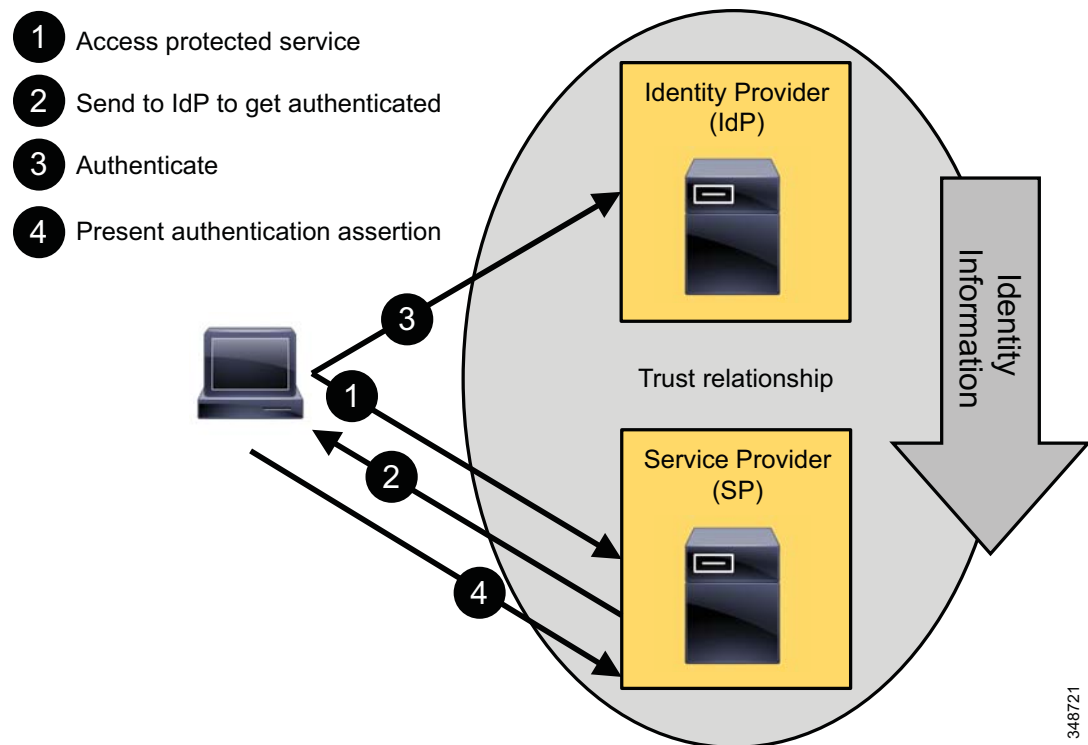 1 Access protected service
2 Send to IdP to get authenticated
3 Authenticate
4 Present authentication assertion
Identity Provider
(IdP)
Identity
Information
3
Trust relationship
1
2
Service Provider
(SP)
4
348721